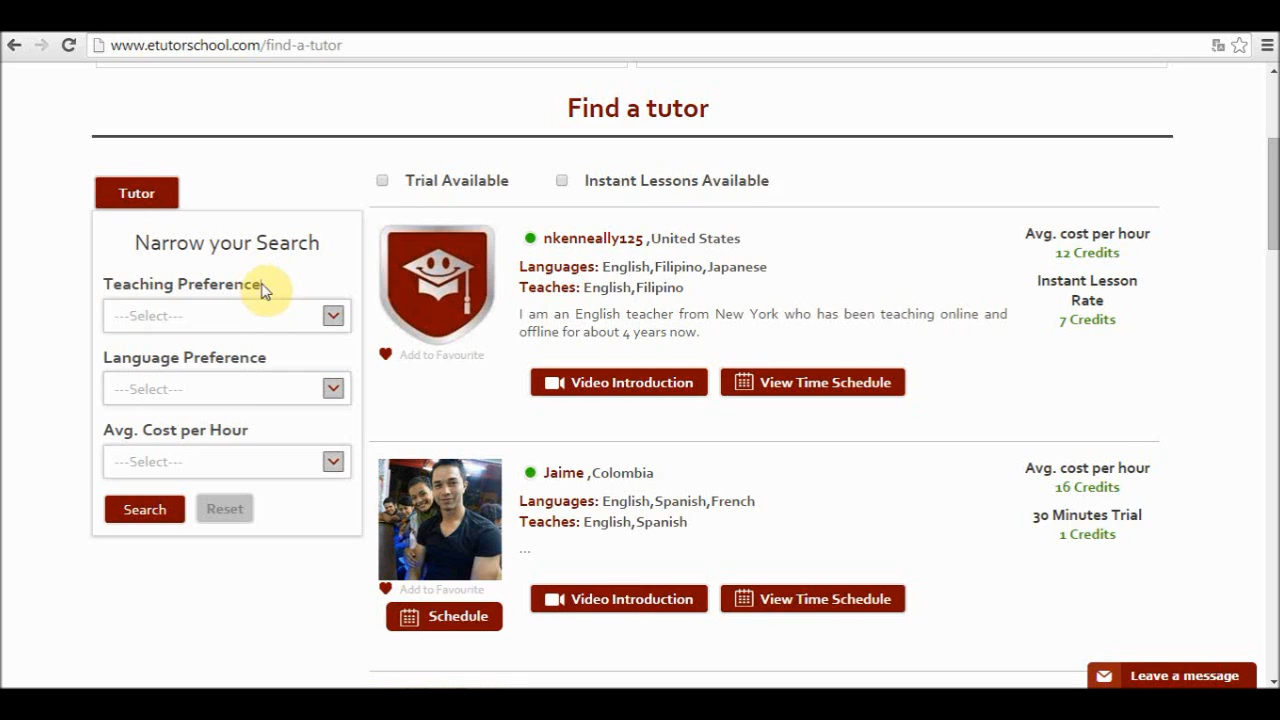 www.etutorschool.com/find-a-tutor
Find a tutor
Tutor
Narrow your Search
Teaching Preference
---Select---
Language Preference
---Select---
Avg. Cost per Hour
---Select---
Search Reset
Trial Available Instant Lessons Available
nkenneally125 ,United States
Languages: English,Filipino,Japanese
Teaches: English,Filipino
I am an English teacher from New York who has been teaching online and
offline for about 4 years now.
Add to Favourite
Video Introduction View Time Schedule
Avg. cost per hour
12 Credits
Instant Lesson
Rate
7 Credits
Jaime ,Colombia
Languages: English,Spanish,French
Teaches: English,Spanish
...
Add to Favourite
Schedule
Video Introduction View Time Schedule
Avg. cost per hour
16 Credits
30 Minutes Trial
1 Credits
Leave a message